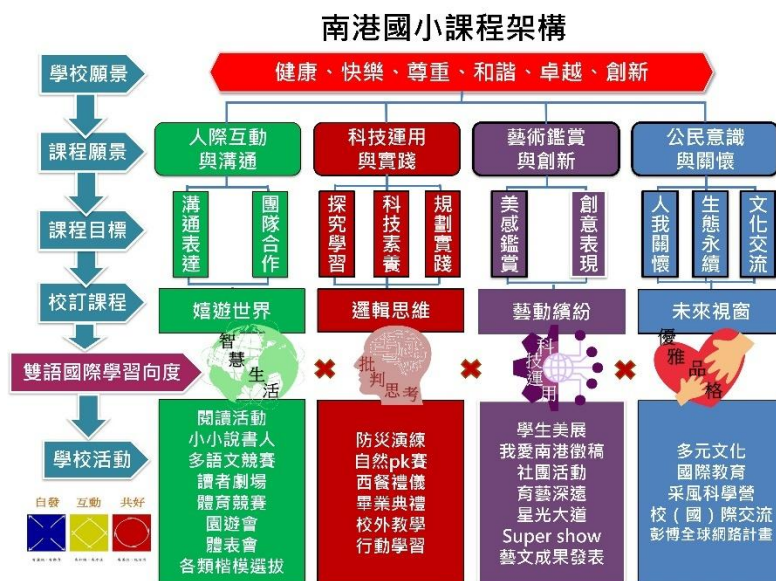 南港國小課程架構
學校願景
健康、快樂、尊重、和諧、卓越、創新
課程願景
人際互動
與溝通
科技運用
與實踐
藝術鑑賞
與創新
公民意識
與關懷
課程目標
溝通表達
團隊合作
探究學習
科技素養
規劃實踐
美感鑑賞
創意表現
人我關懷
生態永續
文化交流
校訂課程
嬉遊世界
邏輯思維
藝動繽紛
未來視窗
雙語國際學習向度
智慧生活
批判思考
科技運用
優雅品格
學校活動
閱讀活動
小小說書人
多語文競賽
讀者劇場
體育競賽
園遊會
體表會
各類楷模選拔
防災演練
自然pk賽
西餐禮儀
畢業典禮
校外教學
行動學習
學生美展
我愛南港徵稿
社團活動
育藝深遠
星光大道
Super show
藝文成果發表
多元文化
國際教育
采風科學營
校（國）際交流
彭博全球網路計畫
自發 互動 共好